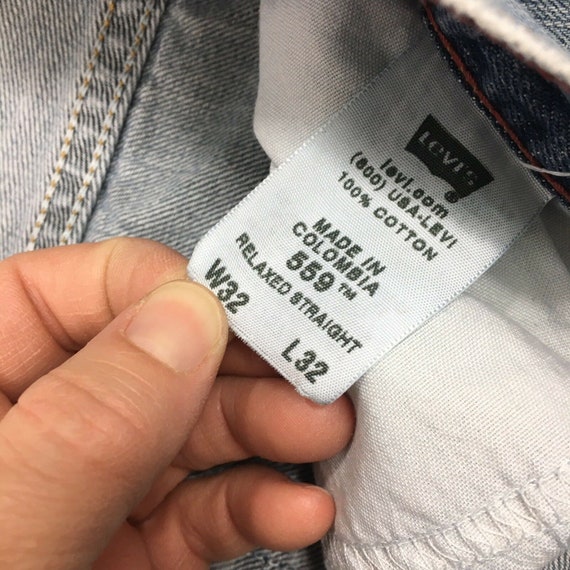 LEVI'S ®
levi.com
(800) USA-LEVI
100% COTTON
MADE IN
COLOMBIA
559™
RELAXED STRAIGHT
W32 L32